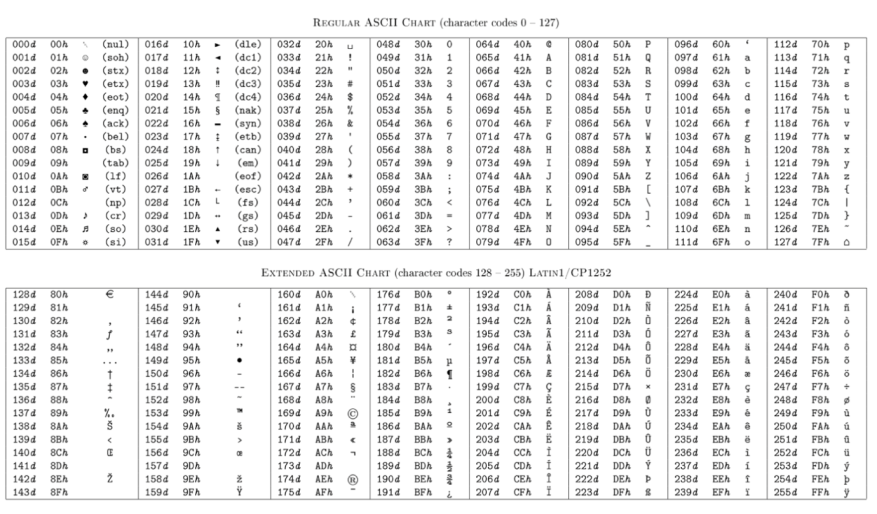 REGULAR ASCII CHART (character codes 0 – 127)
000d 00h (nul) 016d 10h ► (dle) 032d 20h ␣ 048d 30h 0 064d 40h @ 080d 50h P 096d 60h ‘ 112d 70h p
001d 01h ☺ (soh) 017d 11h ◄ (dc1) 033d 21h ! 049d 31h 1 065d 41h A 081d 51h Q 097d 61h a 113d 71h q
002d 02h ☻ (stx) 018d 12h ↕ (dc2) 034d 22h " 050d 32h 2 066d 42h B 082d 52h R 098d 62h b 114d 72h r
003d 03h ♥ (etx) 019d 13h ‼ (dc3) 035d 23h # 051d 33h 3 067d 43h C 083d 53h S 099d 63h c 115d 73h s
004d 04h ♦ (eot) 020d 14h ¶ (dc4) 036d 24h $ 052d 34h 4 068d 44h D 084d 54h T 100d 64h d 116d 74h t
005d 05h ♣ (enq) 021d 15h § (nak) 037d 25h % 053d 35h 5 069d 45h E 085d 55h U 101d 65h e 117d 75h u
006d 06h ♠ (ack) 022d 16h ▬ (syn) 038d 26h & 054d 36h 6 070d 46h F 086d 56h V 102d 66h f 118d 76h v
007d 07h • (bel) 023d 17h ↨ (etb) 039d 27h ' 055d 37h 7 071d 47h G 087d 57h W 103d 67h g 119d 77h w
008d 08h ◘ (bs) 024d 18h ↑ (can) 040d 28h ( 056d 38h 8 072d 48h H 088d 58h X 104d 68h h 120d 78h x
009d 09h (tab) 025d 19h ↓ (em) 041d 29h ) 057d 39h 9 073d 49h I 089d 59h Y 105d 69h i 121d 79h y
010d 0Ah ◙ (lf) 026d 1Ah (eof) 042d 2Ah * 058d 3Ah : 074d 4Ah J 090d 5Ah Z 106d 6Ah j 122d 7Ah z
011d 0Bh ♂ (vt) 027d 1Bh ← (esc) 043d 2Bh + 059d 3Bh ; 075d 4Bh K 091d 5Bh [ 107d 6Bh k 123d 7Bh {
012d 0Ch (np) 028d 1Ch ∟ (fs) 044d 2Ch , 060d 3Ch < 076d 4Ch L 092d 5Ch \ 108d 6Ch l 124d 7Ch |
013d 0Dh ♪ (cr) 029d 1Dh ↔ (gs) 045d 2Dh - 061d 3Dh = 077d 4Dh M 093d 5Dh ] 109d 6Dh m 125d 7Dh }
014d 0Eh ♬ (so) 030d 1Eh ▲ (rs) 046d 2Eh . 062d 3Eh > 078d 4Eh N 094d 5Eh ^ 110d 6Eh n 126d 7Eh ~
015d 0Fh ☼ (si) 031d 1Fh ▼ (us) 047d 2Fh / 063d 3Fh ? 079d 4Fh O 095d 5Fh _ 111d 6Fh o 127d 7Fh ⌂
EXTENDED ASCII CHART (character codes 128 – 255) LATIN1/CP1252
128d 80h € 144d 90h 160d A0h 176d B0h ° 192d C0h À 208d D0h Ð 224d E0h à 240d F0h ð
129d 81h 145d 91h ‘ 161d A1h ¡ 177d B1h ± 193d C1h Á 209d D1h Ñ 225d E1h á 241d F1h ñ
130d 82h ‚ 146d 92h ’ 162d A2h ¢ 178d B2h ² 194d C2h Â 210d D2h Ò 226d E2h â 242d F2h ò
131d 83h ƒ 147d 93h “ 163d A3h £ 179d B3h ³ 195d C3h Ã 211d D3h Ó 227d E3h ã 243d F3h ó
132d 84h „ 148d 94h ” 164d A4h ¤ 180d B4h ´ 196d C4h Ä 212d D4h Ô 228d E4h ä 244d F4h ô
133d 85h ... 149d 95h • 165d A5h ¥ 181d B5h µ 197d C5h Å 213d D5h Õ 229d E5h å 245d F5h õ
134d 86h † 150d 96h – 166d A6h ¦ 182d B6h ¶ 198d C6h Æ 214d D6h Ö 230d E6h æ 246d F6h ö
135d 87h ‡ 151d 97h -- 167d A7h § 183d B7h · 199d C7h Ç 215d D7h × 231d E7h ç 247d F7h ÷
136d 88h ˆ 152d 98h ˜ 168d A8h ¨ 184d B8h ¸ 200d C8h È 216d D8h Ø 232d E8h è 248d F8h ø
137d 89h ‰ 153d 99h ™ 169d A9h © 185d B9h ¹ 201d C9h É 217d D9h Ù 233d E9h é 249d F9h ù
138d 8Ah Š 154d 9Ah š 170d AAh ª 186d BAh º 202d CAh Ê 218d DAh Ú 234d EAh ê 250d FAh ú
139d 8Bh ‹ 155d 9Bh › 171d ABh « 187d BBh » 203d CBh Ë 219d DBh Û 235d EBh ë 251d FBh û
140d 8Ch Œ 156d 9Ch œ 172d ACh ¬ 188d BCh ¼ 204d CCh Ì 220d DCh Ü 236d ECh ì 252d FCh ü
141d 8Dh 157d 9Dh 173d ADh 189d BDh ½ 205d CDh Í 221d DDh Ý 237d EDh í 253d FDh ý
142d 8Eh Ž 158d 9Eh ž 174d AEh ® 190d BEh ¾ 206d CEh Î 222d DEh Þ 238d EEh î 254d FEh þ
143d 8Fh 159d 9Fh Ÿ 175d AFh ¯ 191d BFh ¿ 207d CFh Ï 223d DFh ß 239d EFh ï 255d FFh ÿ